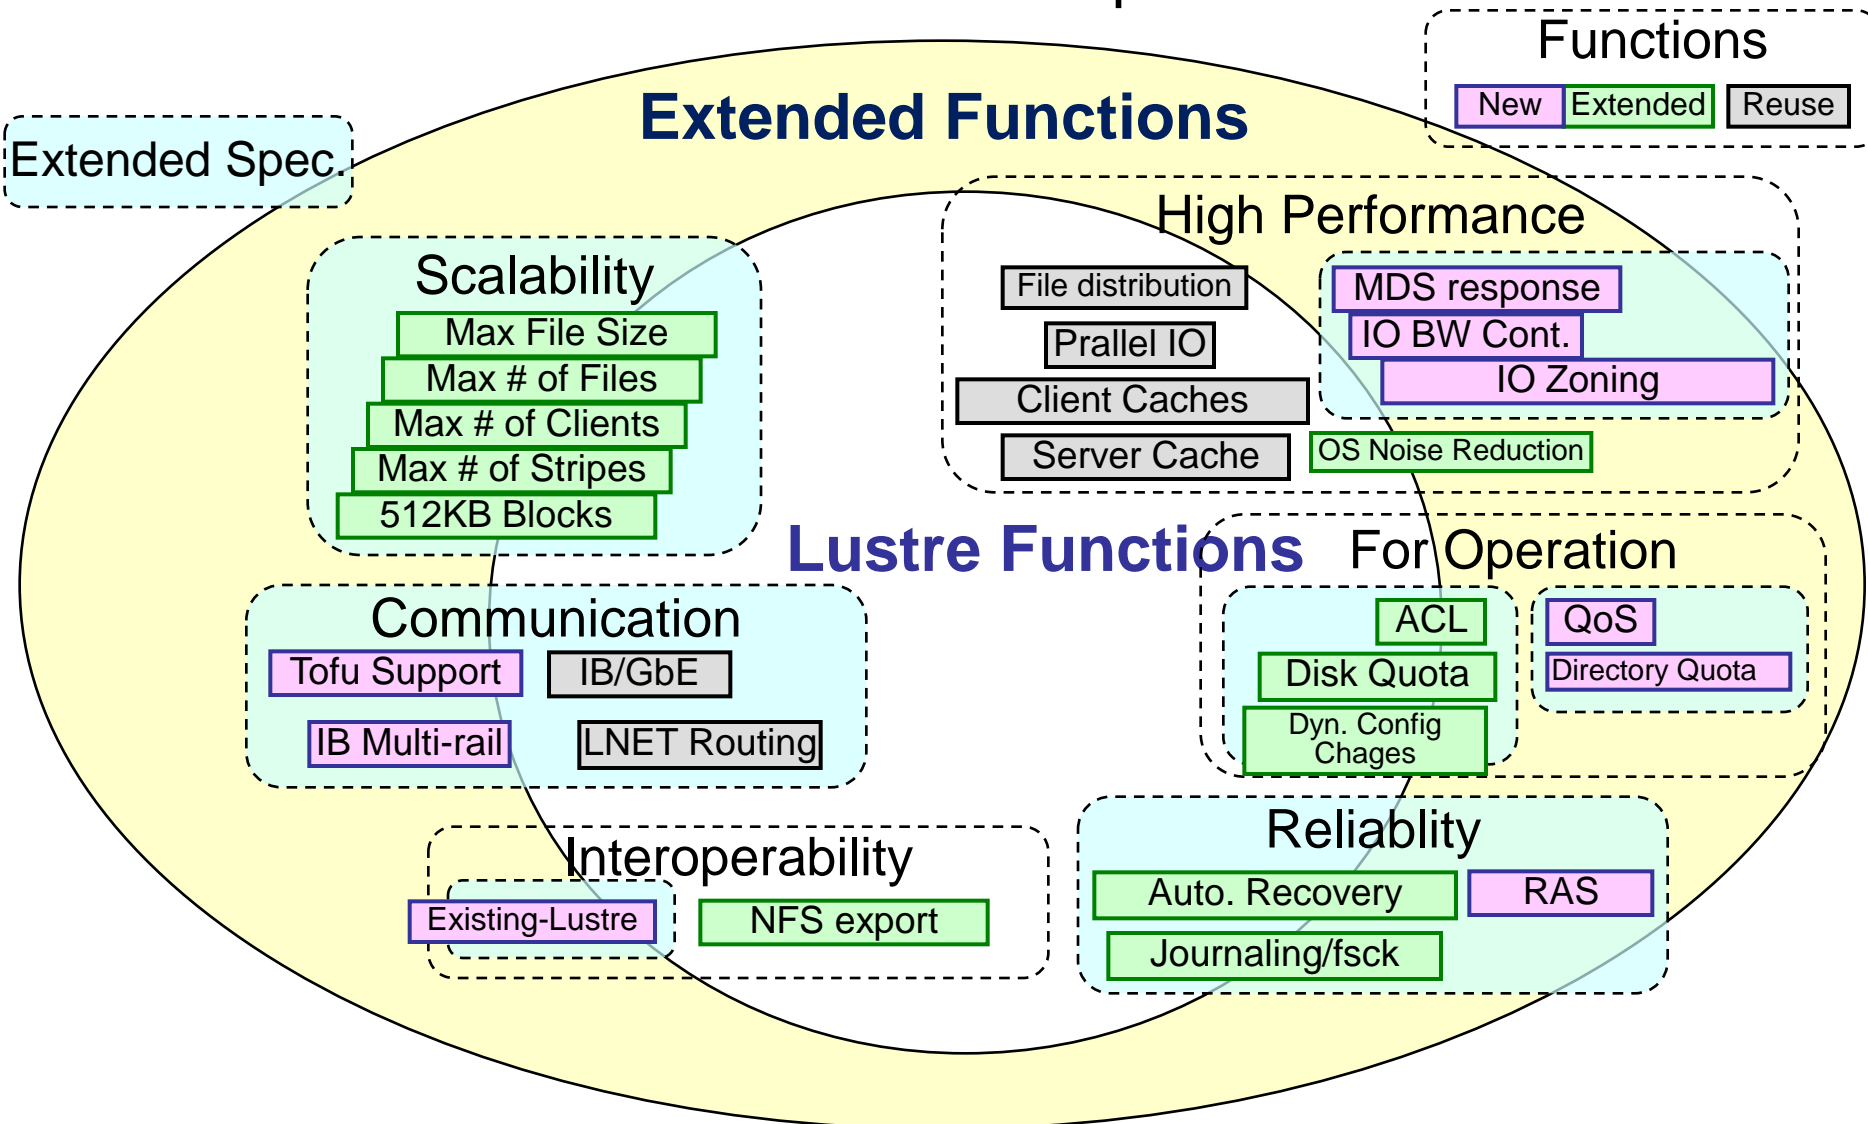 Functions
New
Extended
Reuse
Extended Functions
Extended Spec.
High Performance
File distribution
Prallel IO
Client Caches
Server Cache
MDS response
IO BW Cont.
IO Zoning
OS Noise Reduction
Scalability
Max File Size
Max # of Files
Max # of Clients
Max # of Stripes
512KB Blocks
Lustre Functions
For Operation
ACL
Disk Quota
Dyn. Config
Chages
QoS
Directory Quota
Communication
Tofu Support
IB/GbE
IB Multi-rail
LNET Routing
Interoperability
Existing-Lustre
NFS export
Reliablity
Auto. Recovery
RAS
Journaling/fsck